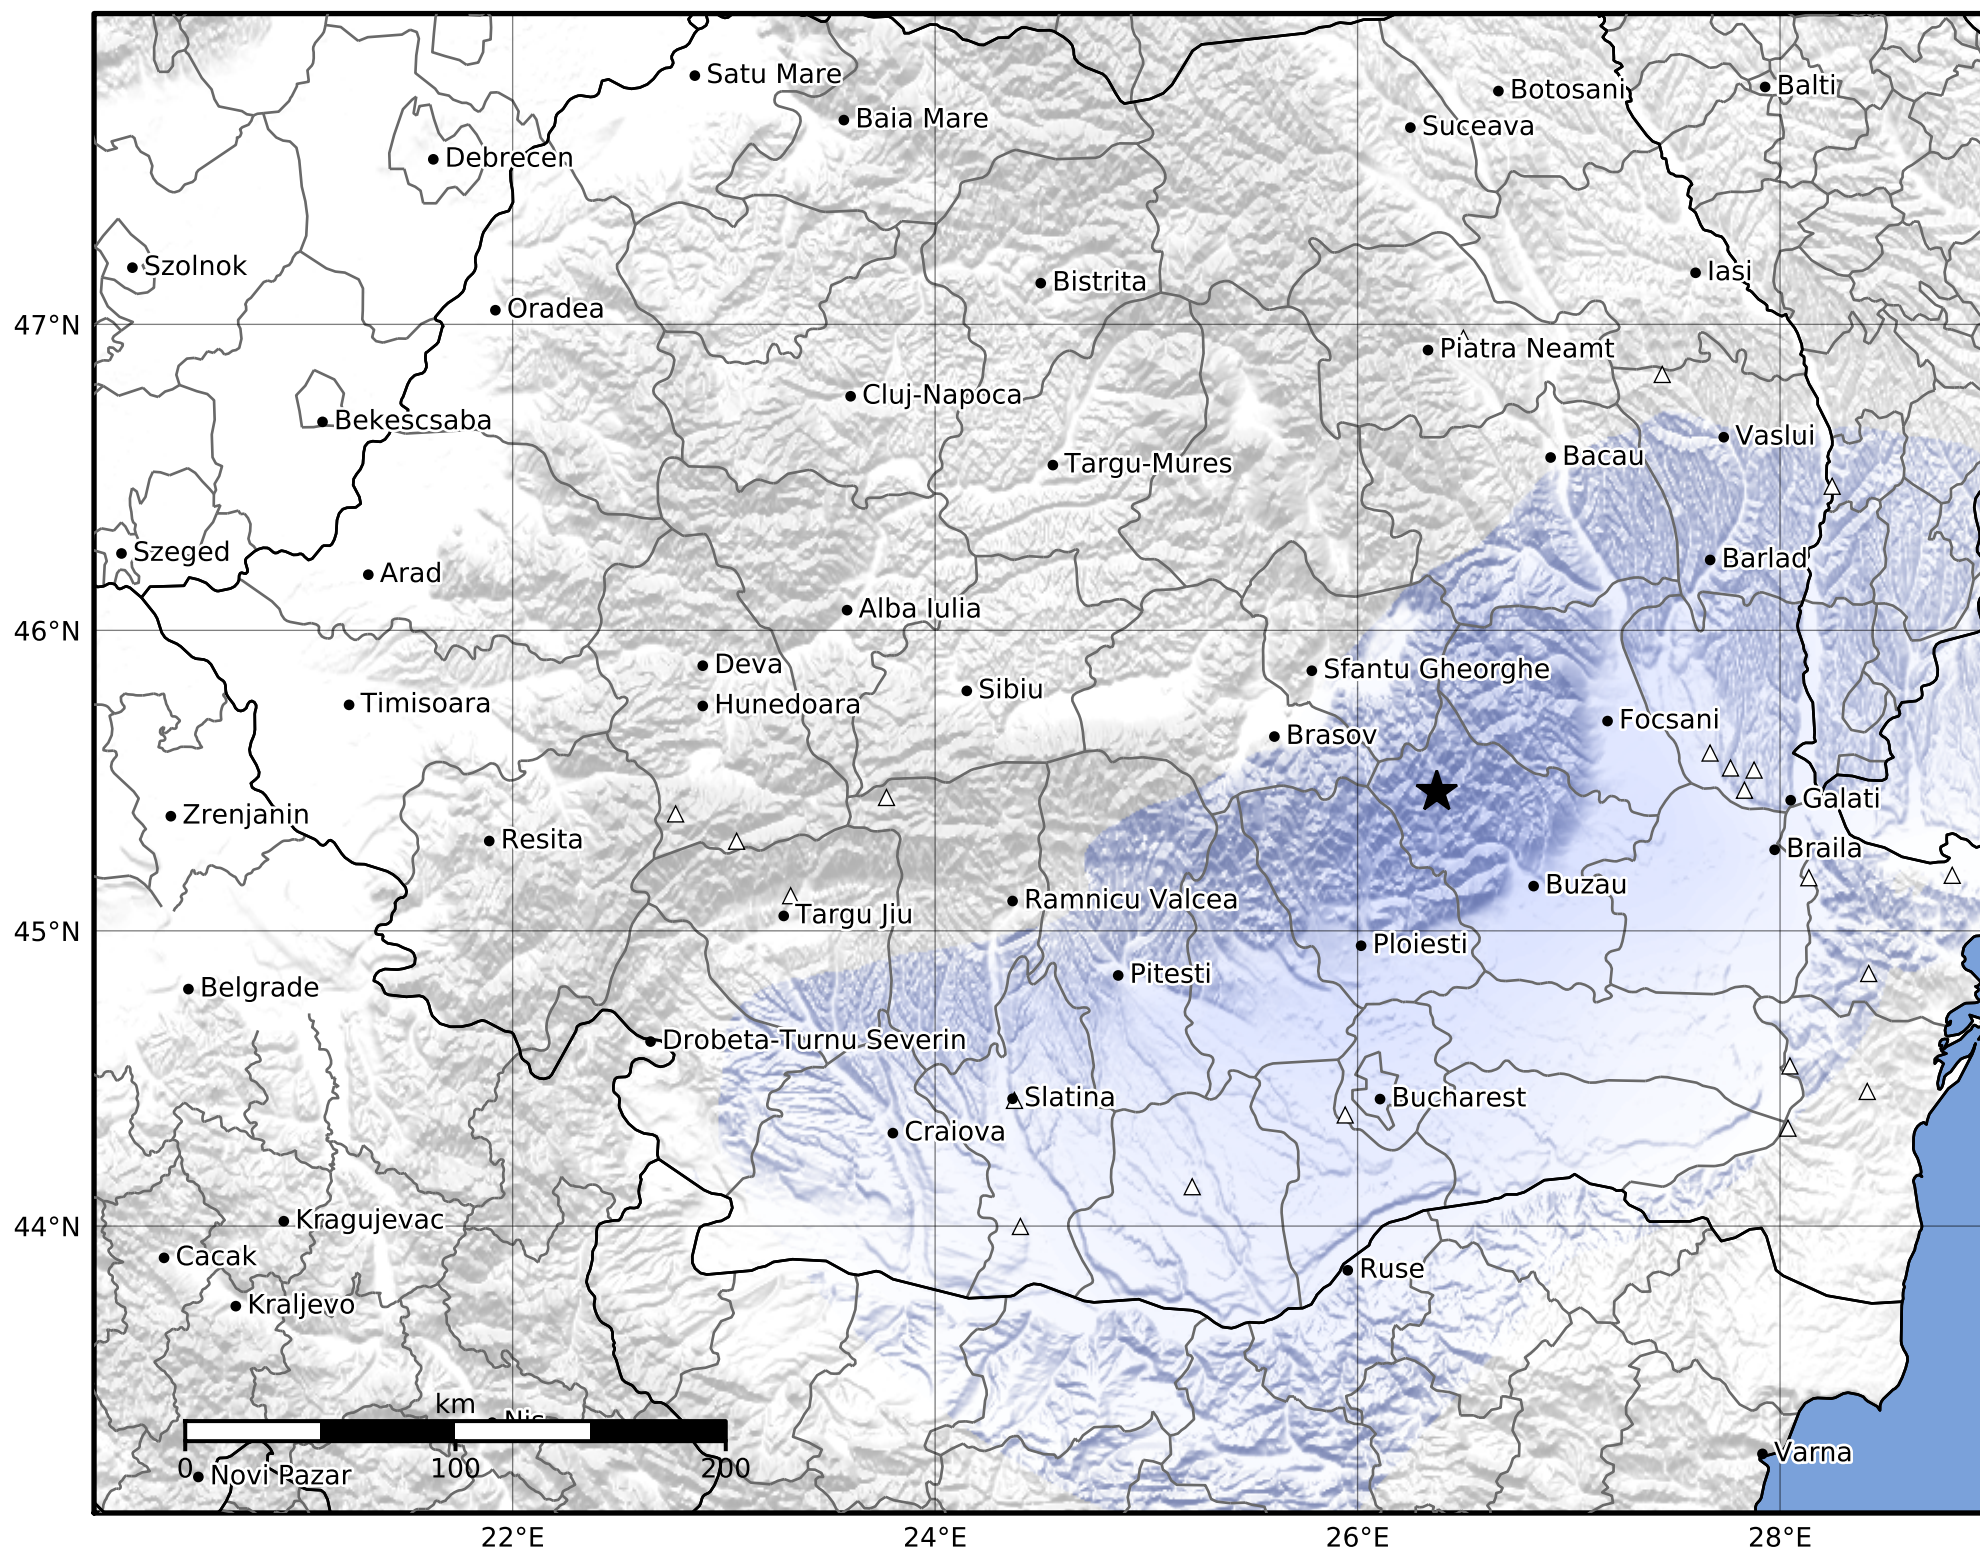 Satu Mare
Botosani
Balti
Baia Mare
Suceava
Debrecen
Szolnok
Iasi
Bistrita
Oradea
47°N
Piatra Neamt
Cluj-Napoca
Bekescsaba
Vaslui
Targu-Mures
Bacau
Szeged
Barlad
Arad
Alba Iulia
46°N
Deva
Sfantu Gheorghe
Sibiu
Timisoara
Hunedoara
Focsani
Brasov
Galati
Zrenjanin
Resita
Braila
Buzau
Ramnicu Valcea
Targu Jiu
45°N
Ploiesti
Pitesti
Belgrade
Drobeta-Turnu Severin
Slatina
Bucharest
Craiova
Kragujevac
44°N
Cacak
Ruse
Kraljevo
km
Nis
Varna
0 100 200
Novi Pazar
22°E 24°E 26°E 28°E